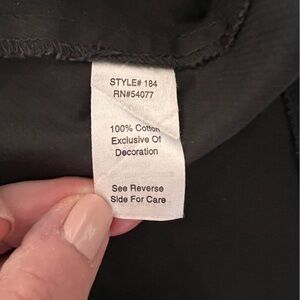 STYLE# 184
RN#54077
100% Cotton
Exclusive Of
Decoration
See Reverse
Side For Care